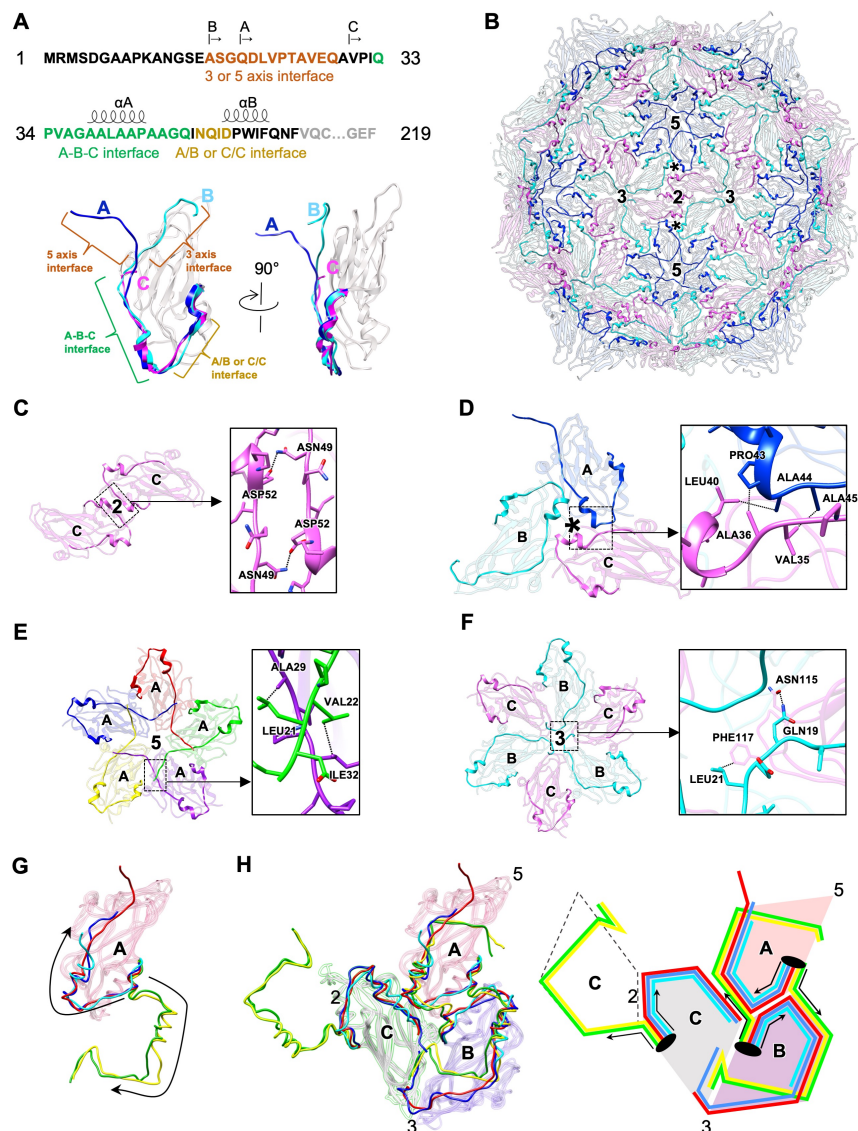 A
B A C
1 MRMSDGAAPKANGSEASGQDLVPTAVEQAVPIQ 33
3 or 5 axis interface
αA αB
34 PVAGAALAAPAAGQINQIDPWIFQNFVQC...GEF 219
A-B-C interface A/B or C/C interface
A B
5 axis interface
3 axis interface
C
A-B-C interface
A/B or C/C interface
90°
A B C
B
5
*
3 2 3
*
5
C
C
2
C
ASN49
ASP52
ASP52
ASN49
D
A
B
*
C
PRO43
LEU40
ALA44
ALA45
ALA36
VAL35
E
A
A A
5
A A
ALA29
VAL22
LEU21
ILE32
F
B
C C
3
B B
C
ASN115
GLN19
PHE117
LEU21
G
A
H
5
A
2
C
B
3
5
A
C
2
C
B
3